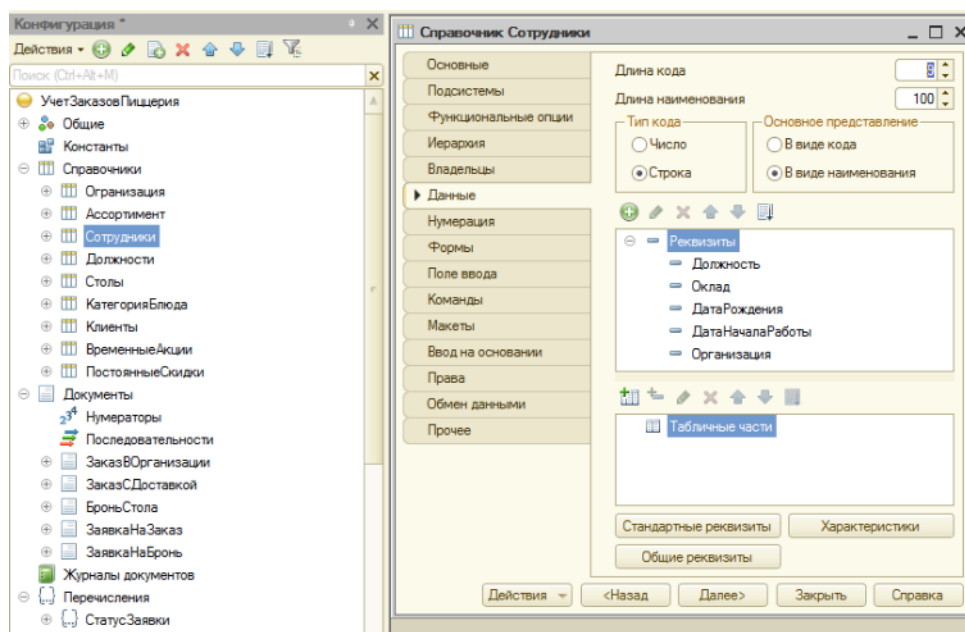 Конфигурация *
Действия
Поиск (Ctrl+Alt+M)
УчетЗаказовПиццерия
Общие
Константы
Справочники
Огранизация
Ассортимент
Сотрудники
Должности
Столы
КатегорияБлюда
Клиенты
ВременныеАкции
ПостоянныеСкидки
Документы
Нумераторы
Последовательности
ЗаказВОрганизации
ЗаказСДоставкой
БроньСтола
ЗаявкаНаЗаказ
ЗаявкаНаБронь
Журналы документов
Перечисления
СтатусЗаявки
Справочник Сотрудники
Основные
Подсистемы
Функциональные опции
Иерархия
Владельцы
Данные
Нумерация
Формы
Поле ввода
Команды
Макеты
Ввод на основании
Права
Обмен данными
Прочее
Длина кода
Длина наименования 100
Тип кода Основное представление
Число В виде кода
Строка В виде наименования
Реквизиты
Должность
Оклад
ДатаРождения
ДатаНачалаРаботы
Организация
Табличные части
Стандартные реквизиты Характеристики
Общие реквизиты
Действия <Назад Далее> Закрыть Справка